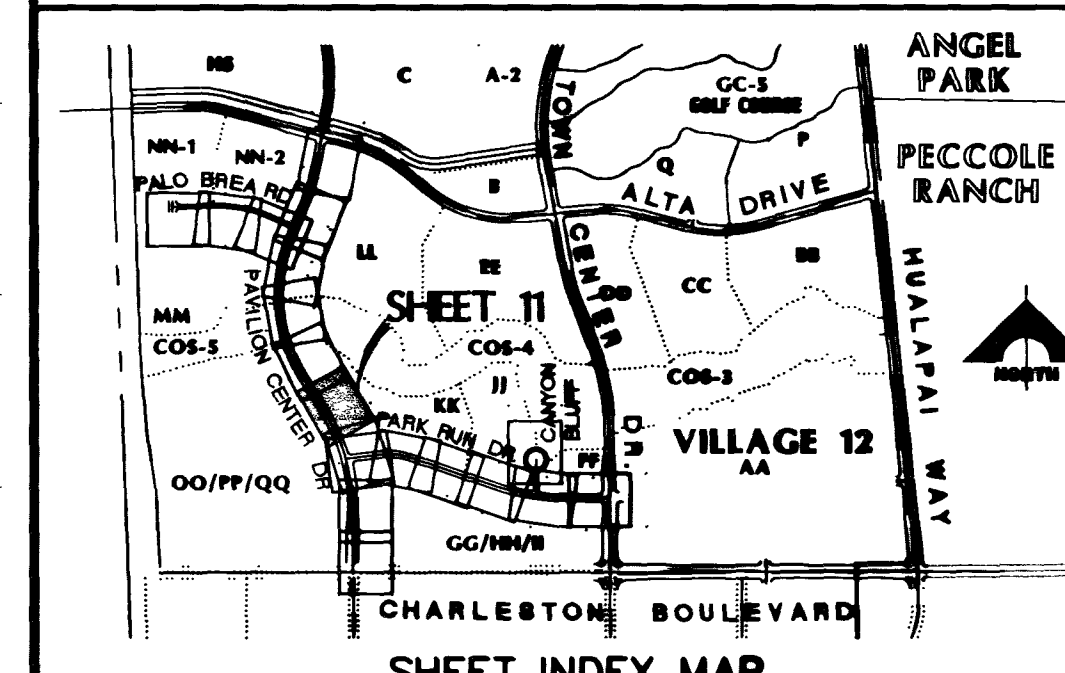 ANGEL
PARK
C
A-2
GC-5
GOLF COURSE
TOWN
CENTER
DR.
P
Q
NN-1
NN-2
B
PECCOLE
RANCH
PALO BREA RD
ALTA DRIVE
LL
EE
BB
DD
CC
HUALAPAI WAY
PAVILION CENTER DR
SHEET 11
MM
COS-5
COS-4
COS-3
JJ
NORTH
KK
CANYON
BLUFF
PARK RUN DR
FF
VILLAGE 12
AA
OO/PP/QQ
GG/HH/II
CHARLESTON BOULEVARD
SHEET INDEX MAP